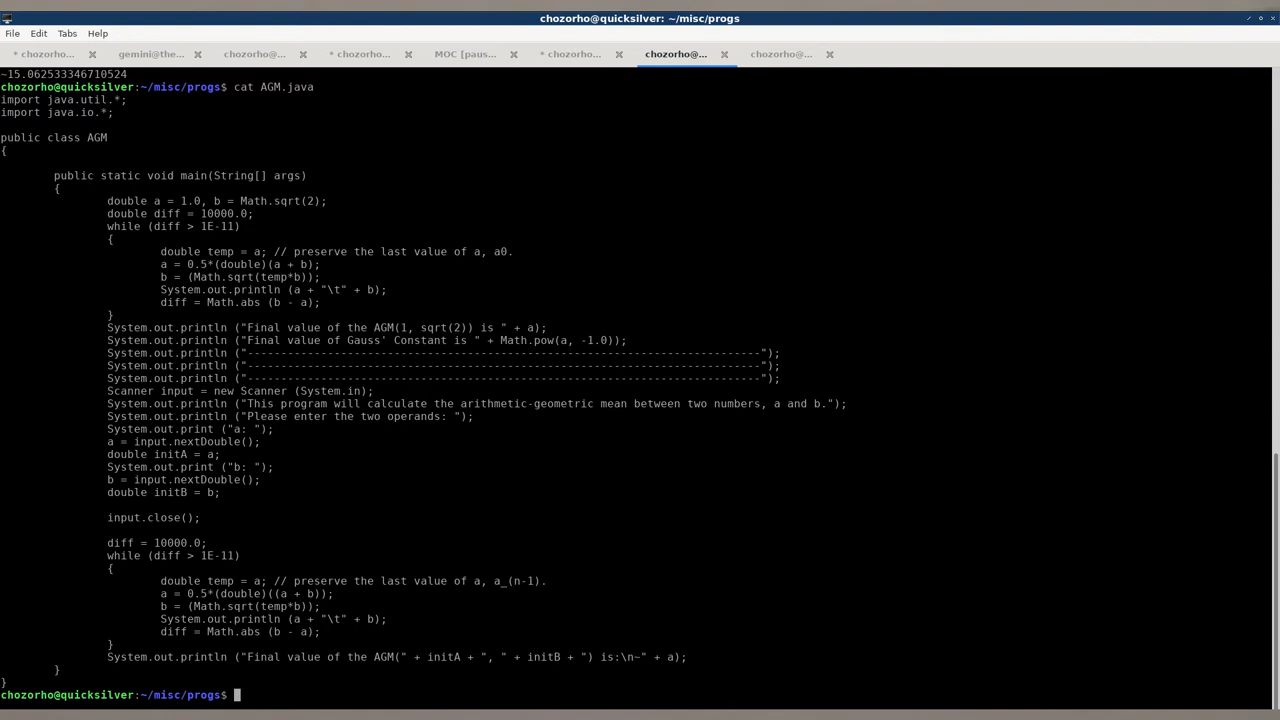 chozorho@quicksilver: ~/misc/progs
File Edit Tabs Help
* chozorho... gemini@the... chozorho@... * chozorho... MOC [paus... * chozorho... chozorho@... chozorho@...
~15.062533346710524
chozorho@quicksilver:~/misc/progs$ cat AGM.java
import java.util.*;
import java.io.*;
public class AGM
{
public static void main(String[] args)
{
double a = 1.0, b = Math.sqrt(2);
double diff = 10000.0;
while (diff > 1E-11)
{
double temp = a; // preserve the last value of a, a0.
a = 0.5*(double)(a + b);
b = (Math.sqrt(temp*b));
System.out.println (a + "\t" + b);
diff = Math.abs (b - a);
}
System.out.println ("Final value of the AGM(1, sqrt(2)) is " + a);
System.out.println ("Final value of Gauss' Constant is " + Math.pow(a, -1.0));
System.out.println ("-----------------------------------------------------------------------------");
System.out.println ("-----------------------------------------------------------------------------");
System.out.println ("-----------------------------------------------------------------------------");
Scanner input = new Scanner (System.in);
System.out.println ("This program will calculate the arithmetic-geometric mean between two numbers, a and b.");
System.out.println ("Please enter the two operands: ");
System.out.print ("a: ");
a = input.nextDouble();
double initA = a;
System.out.print ("b: ");
b = input.nextDouble();
double initB = b;
input.close();
diff = 10000.0;
while (diff > 1E-11)
{
double temp = a; // preserve the last value of a, a_(n-1).
a = 0.5*(double)((a + b));
b = (Math.sqrt(temp*b));
System.out.println (a + "\t" + b);
diff = Math.abs (b - a);
}
System.out.println ("Final value of the AGM(" + initA + ", " + initB + ") is:\n~" + a);
}
}
chozorho@quicksilver:~/misc/progs$